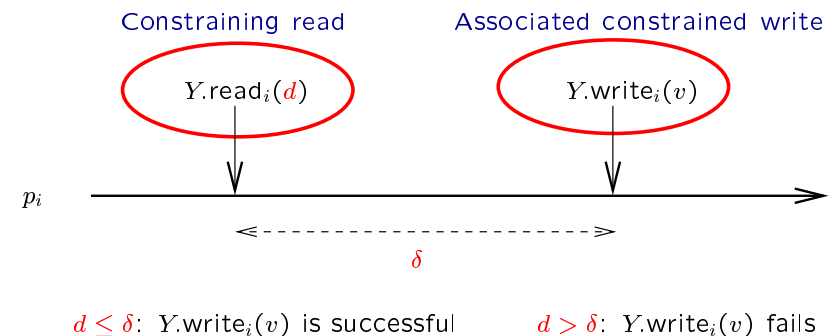 Constraining read Associated constrained write
Y.readᵢ(d) Y.writeᵢ(v)
pᵢ
δ
d ≤ δ: Y.writeᵢ(v) is successful d > δ: Y.writeᵢ(v) fails